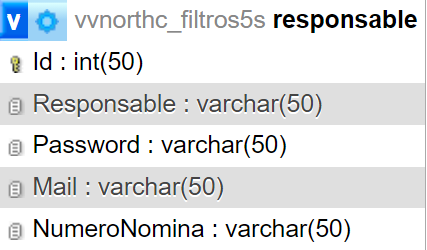 v vvnorthc_filtros5s responsable
Id : int(50)
Responsable : varchar(50)
Password : varchar(50)
Mail : varchar(50)
NumeroNomina : varchar(50)